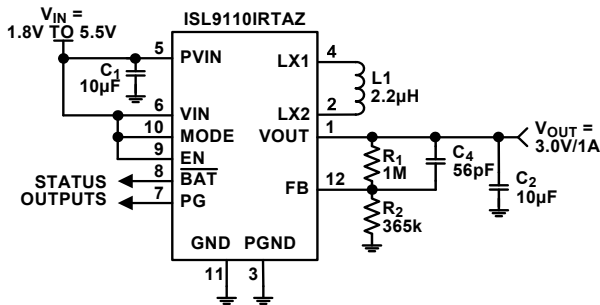 ISL9110IRTAZ
VIN =
1.8V TO 5.5V
5
PVIN
C1
10µF
LX1
4
L1
2.2µH
LX2
2
6
VIN
10
MODE
9
EN
VOUT
1
VOUT =
3.0V/1A
R1
1M
C4
56pF
STATUS
OUTPUTS
8
BAT
7
PG
FB
12
C2
10µF
R2
365k
GND
PGND
11
3